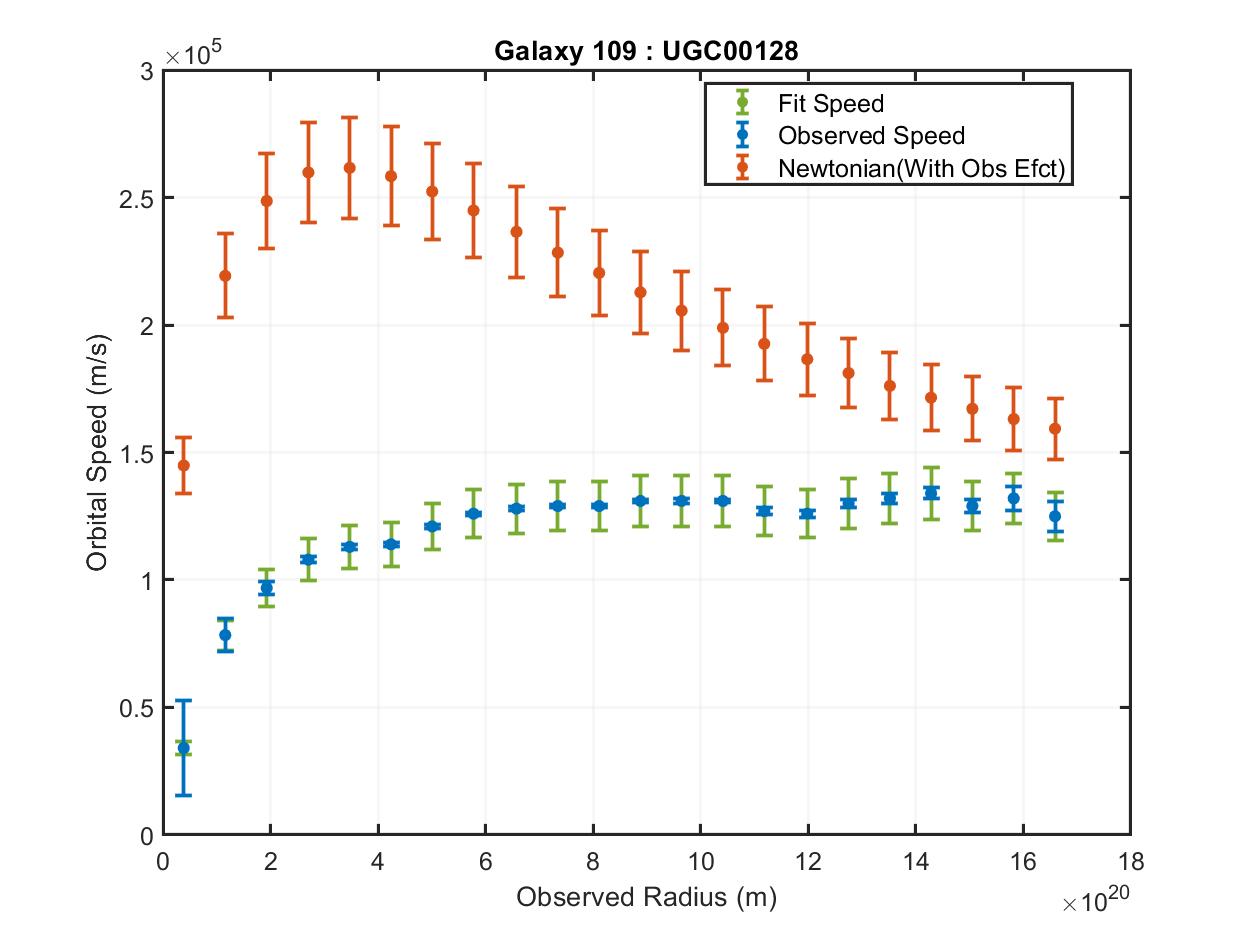 Galaxy 109 : UGC00128
×10^5
3
2.5
2
1.5
1
0.5
0
Orbital Speed (m/s)
Fit Speed
Observed Speed
Newtonian(With Obs Efct)
0 2 4 6 8 10 12 14 16 18
Observed Radius (m)
×10^20